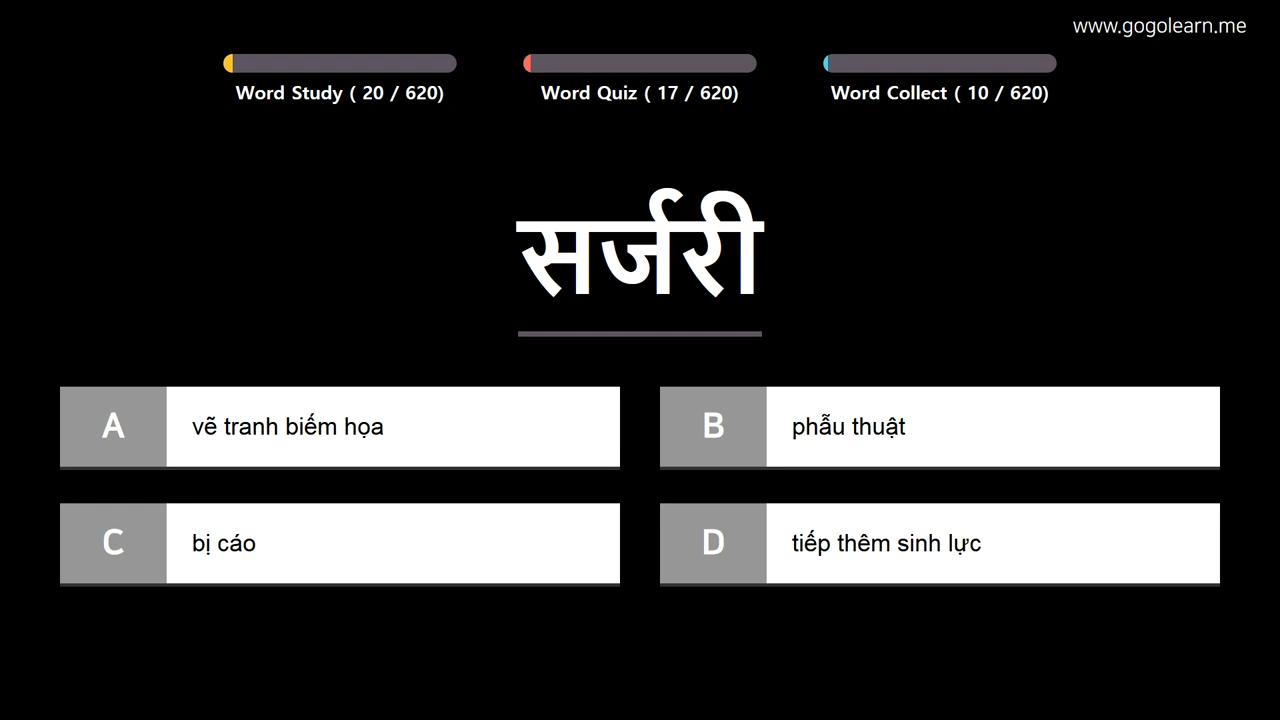 www.gogolearn.me
Word Study ( 20 / 620)
Word Quiz ( 17 / 620)
Word Collect ( 10 / 620)
सर्जरी
A vẽ tranh biếm họa
B phẫu thuật
C bị cáo
D tiếp thêm sinh lực